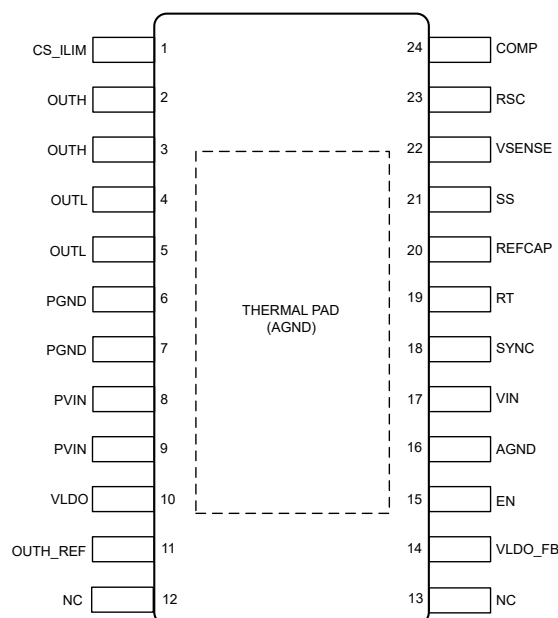 CS_ILIM 1 24 COMP
OUTH 2 23 RSC
OUTH 3 22 VSENSE
OUTL 4 21 SS
OUTL 5 20 REFCAP
PGND 6 19 RT
THERMAL PAD
(AGND)
PGND 7 18 SYNC
PVIN 8 17 VIN
PVIN 9 16 AGND
VLDO 10 15 EN
OUTH_REF 11 14 VLDO_FB
NC 12 13 NC